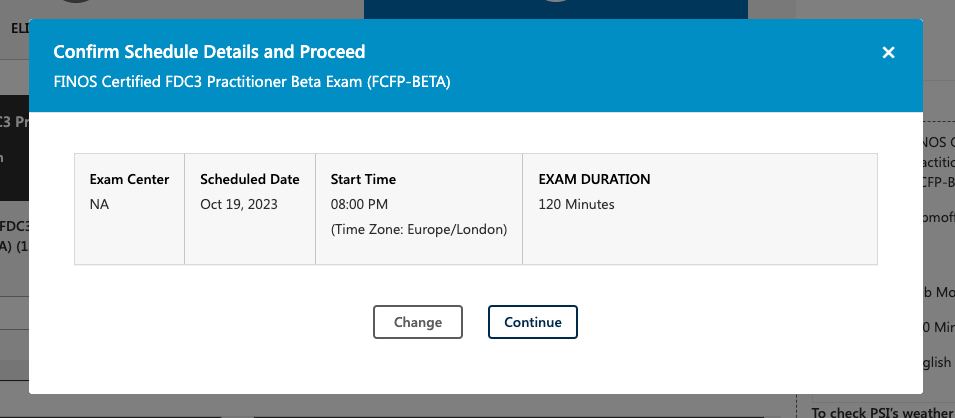 ELI
Confirm Schedule Details and Proceed
FINOS Certified FDC3 Practitioner Beta Exam (FCFP-BETA)
Exam Center
NA
Scheduled Date
Oct 19, 2023
Start Time
08:00 PM
(Time Zone: Europe/London)
EXAM DURATION
120 Minutes
Change
Continue
C3 Pr
FDC3
A) (1
NOS C
CFP-B
b Mo
0 Min
glish
To check PSI's weather